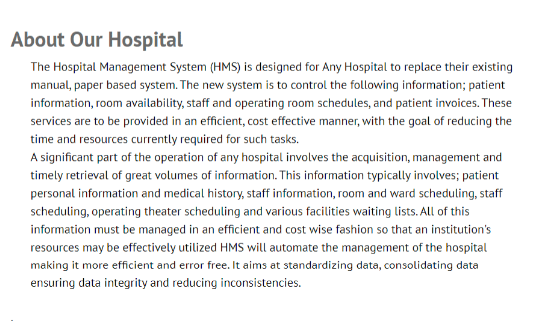 About Our Hospital
The Hospital Management System (HMS) is designed for Any Hospital to replace their existing
manual, paper based system. The new system is to control the following information; patient
information, room availability, staff and operating room schedules, and patient invoices. These
services are to be provided in an efficient, cost effective manner, with the goal of reducing the
time and resources currently required for such tasks.
A significant part of the operation of any hospital involves the acquisition, management and
timely retrieval of great volumes of information. This information typically involves; patient
personal information and medical history, staff information, room and ward scheduling, staff
scheduling, operating theater scheduling and various facilities waiting lists. All of this
information must be managed in an efficient and cost wise fashion so that an institution's
resources may be effectively utilized HMS will automate the management of the hospital
making it more efficient and error free. It aims at standardizing data, consolidating data
ensuring data integrity and reducing inconsistencies.